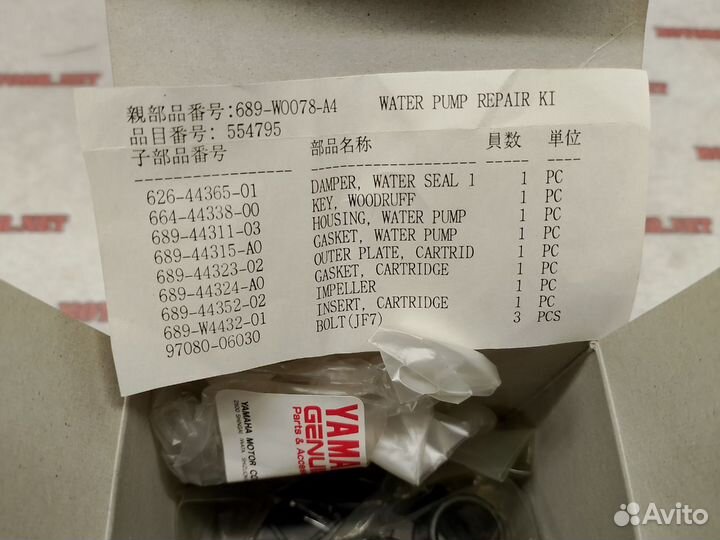 親部品番号:689-W0078-A4 WATER PUMP REPAIR KI
品目番号: 554795
子部品番号 部品名称 員数 単位
626-44365-01 DAMPER, WATER SEAL 1 1 PC
664-44338-00 KEY, WOODRUFF 1 PC
689-44311-03 HOUSING, WATER PUMP 1 PC
689-44315-A0 GASKET, WATER PUMP 1 PC
689-44323-02 OUTER PLATE, CARTRID 1 PC
689-44324-A0 GASKET, CARTRIDGE 1 PC
689-44352-02 IMPELLER 1 PC
689-W4432-01 INSERT, CARTRIDGE 1 PC
97080-06030 BOLT(JF7) 3 PCS
YAMA
GENU
Parts & Acces
YAMAHA MOTOR CO
Avito